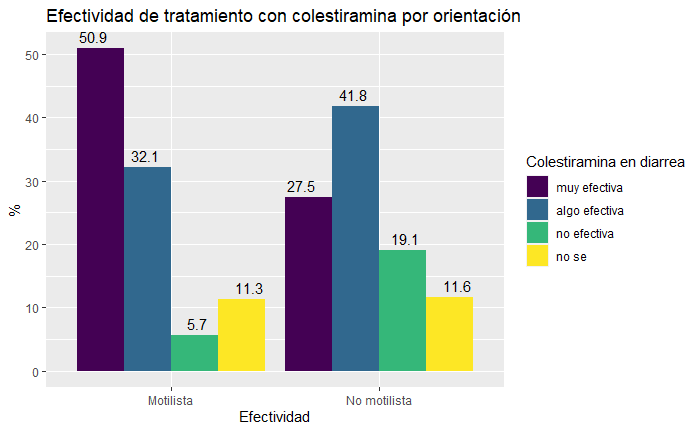 Efectividad de tratamiento con colestiramina por orientación
50.9
32.1
5.7
11.3
27.5
41.8
19.1
11.6
50
40
30
20
10
0
%
Motilista
No motilista
Efectividad
Colestiramina en diarrea
muy efectiva
algo efectiva
no efectiva
no se